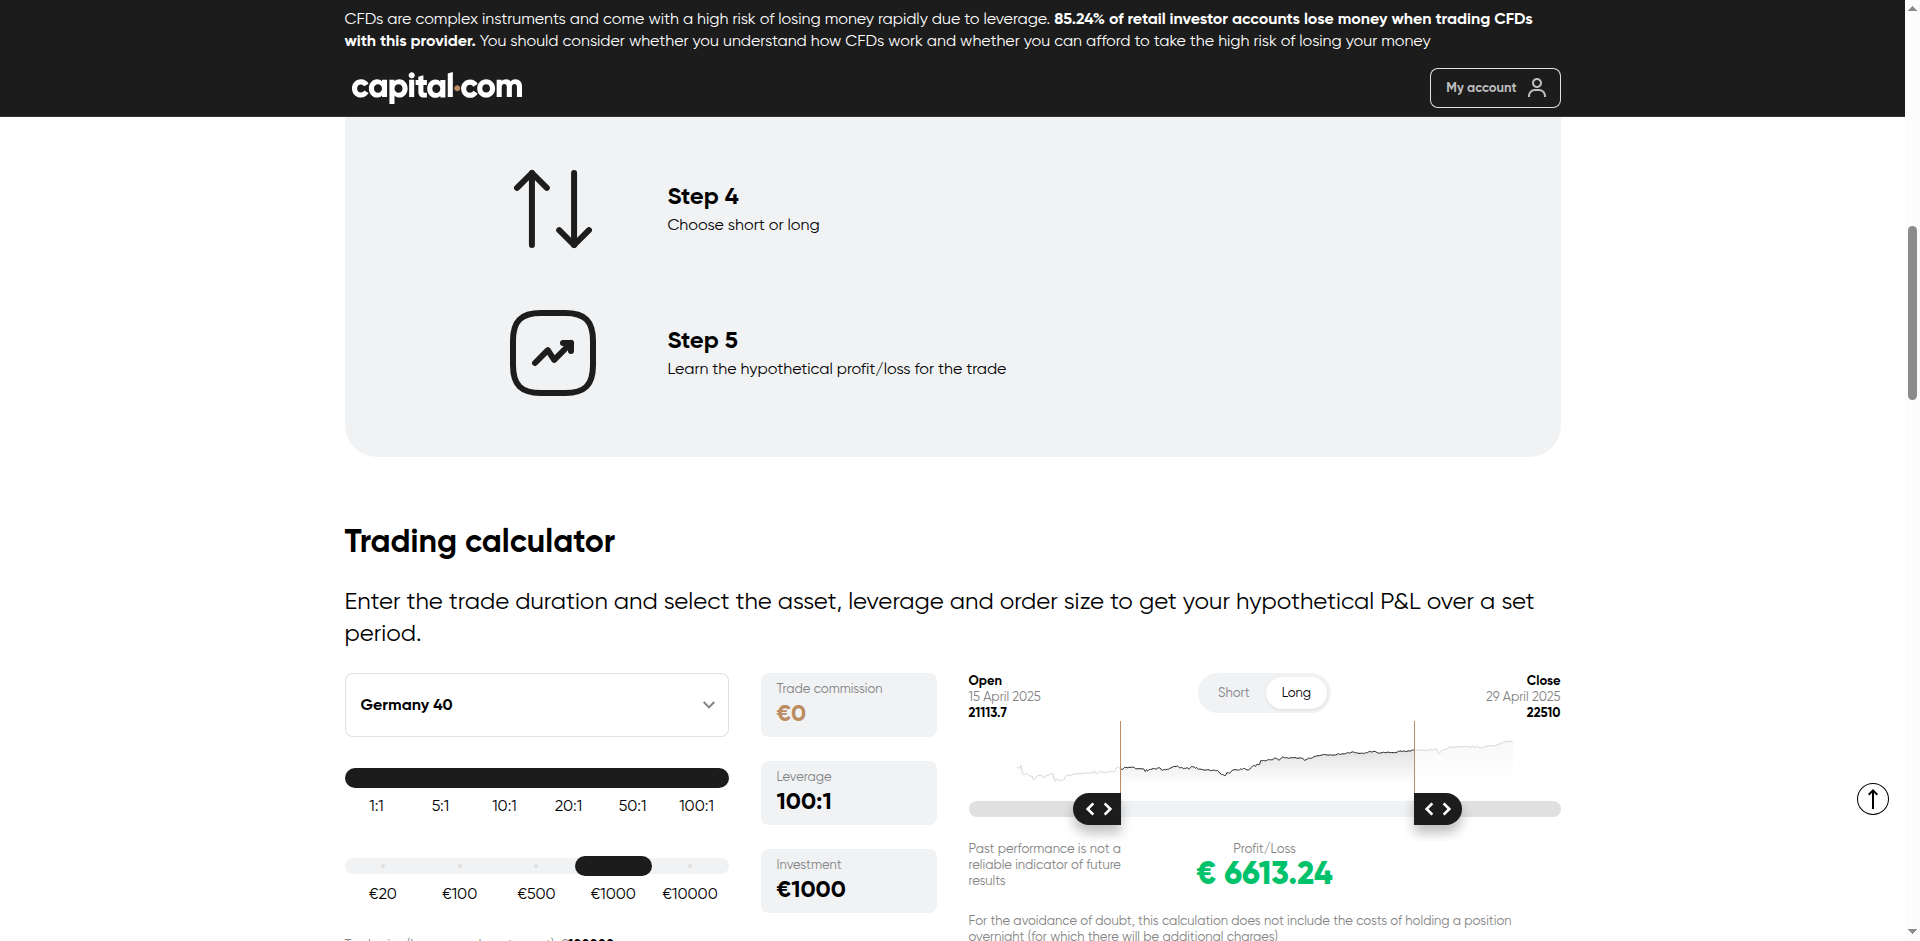 CFDs are complex instruments and come with a high risk of losing money rapidly due to leverage. 85.24% of retail investor accounts lose money when trading CFDs
with this provider. You should consider whether you understand how CFDs work and whether you can afford to take the high risk of losing your money
capital.com
My account
Step 4
Choose short or long
Step 5
Learn the hypothetical profit/loss for the trade
Trading calculator
Enter the trade duration and select the asset, leverage and order size to get your hypothetical P&L over a set
period.
Germany 40
1:1 5:1 10:1 20:1 50:1 100:1
€20 €100 €500 €1000 €10000
Trade commission
€0
Leverage
100:1
Investment
€1000
Open
15 April 2025
21113.7
Short Long
Close
29 April 2025
22510
Past performance is not a
reliable indicator of future
results
Profit/Loss
€ 6613.24
For the avoidance of doubt, this calculation does not include the costs of holding a position
overnight (for which there will be additional charges)